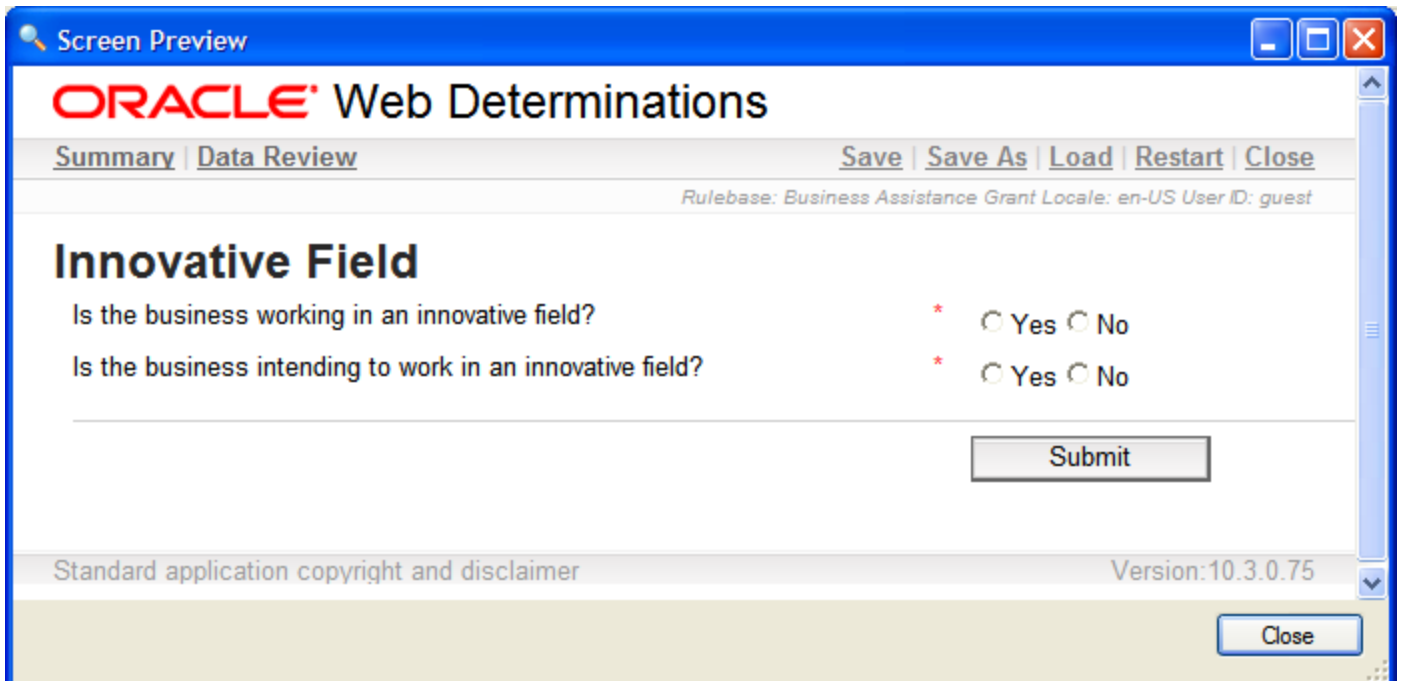 Screen Preview
ORACLE Web Determinations
Summary | Data Review Save | Save As | Load | Restart | Close
Rulebase: Business Assistance Grant Locale: en-US User ID: guest
Innovative Field
Is the business working in an innovative field? * Yes No
Is the business intending to work in an innovative field? * Yes No
Submit
Standard application copyright and disclaimer Version:10.3.0.75
Close